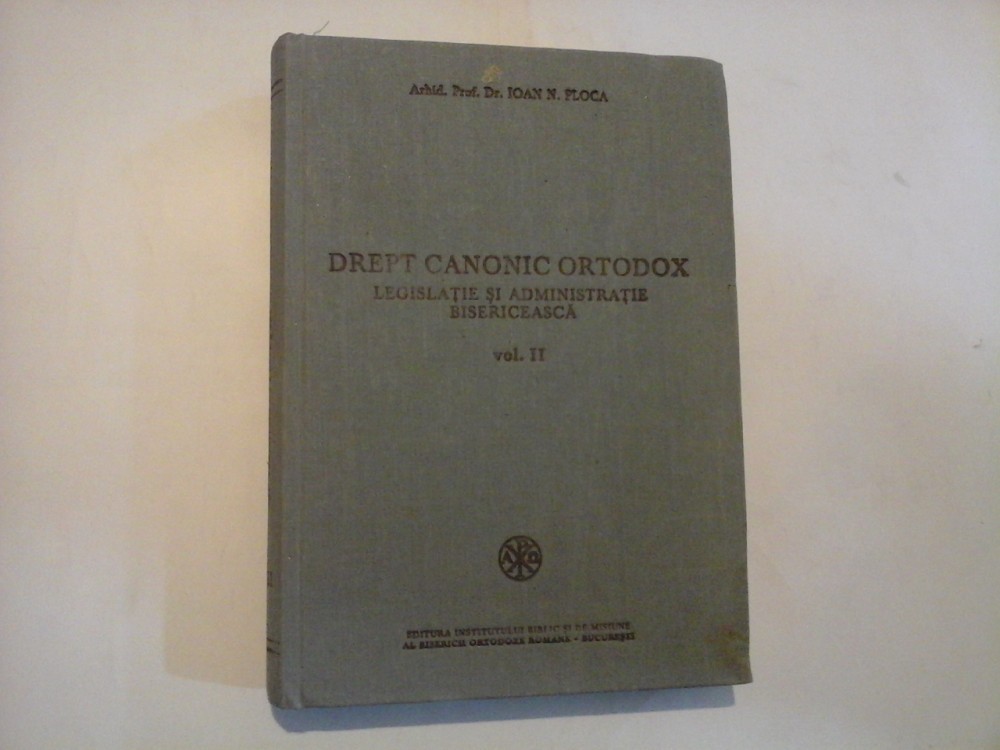 Arhid. Prof. Dr. IOAN N. FLOCA
DREPT CANONIC ORTODOX
LEGISLAȚIE ȘI ADMINISTRAȚIE
BISERICEASCĂ
vol. II
EDITURA INSTITUTULUI BIBLIC ȘI DE MISIUNE
AL BISERICII ORTODOXE ROMÂNE - BUCUREȘTI